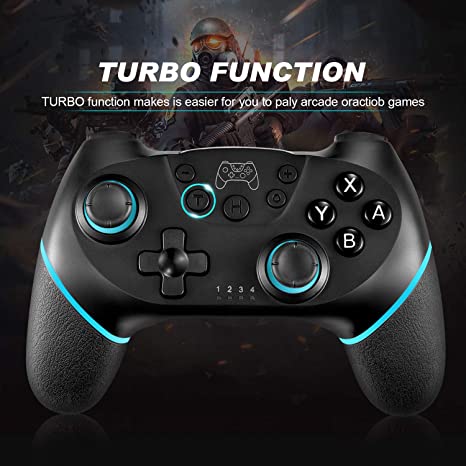 TURBO FUNCTION
TURBO function makes is easier for you to paly arcade oractiob games
− +
T H
X
Y A
B
1 2 3 4